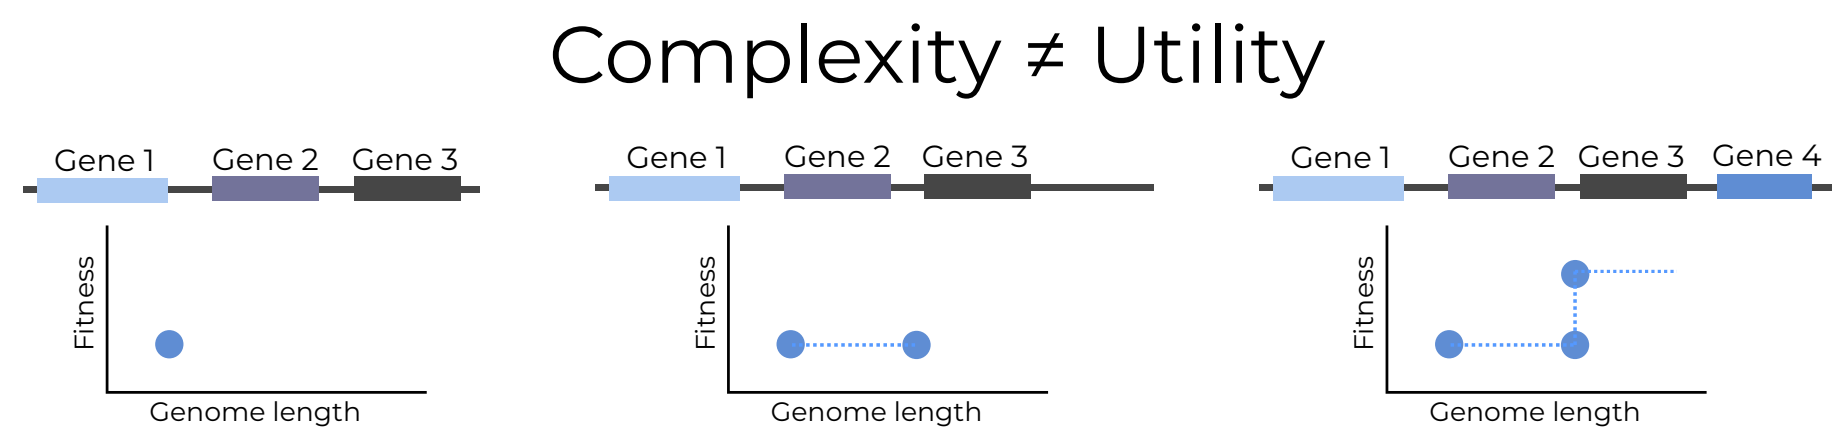 Complexity ≠ Utility
Gene 1 Gene 2 Gene 3
Fitness
Genome length
Gene 1 Gene 2 Gene 3
Fitness
Genome length
Gene 1 Gene 2 Gene 3 Gene 4
Fitness
Genome length